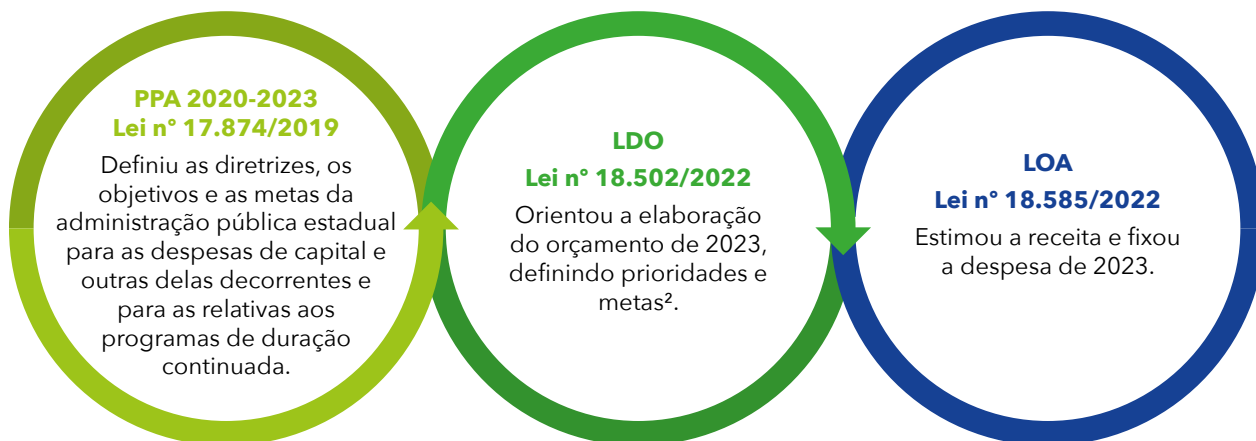 PPA 2020-2023
Lei nº 17.874/2019
Definiu as diretrizes, os
objetivos e as metas da
administração pública estadual
para as despesas de capital e
outras delas decorrentes e
para as relativas aos
programas de duração
continuada.
LDO
Lei nº 18.502/2022
Orientou a elaboração
do orçamento de 2023,
definindo prioridades e
metas².
LOA
Lei nº 18.585/2022
Estimou a receita e fixou
a despesa de 2023.